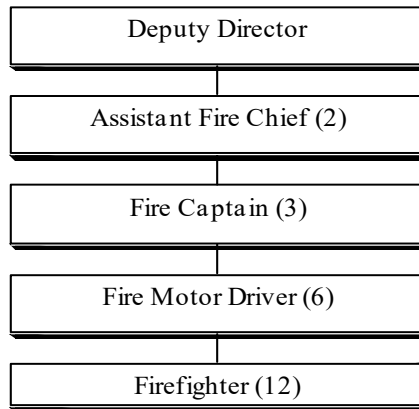 Deputy Director
Assistant Fire Chief (2)
Fire Captain (3)
Fire Motor Driver (6)
Firefighter (12)